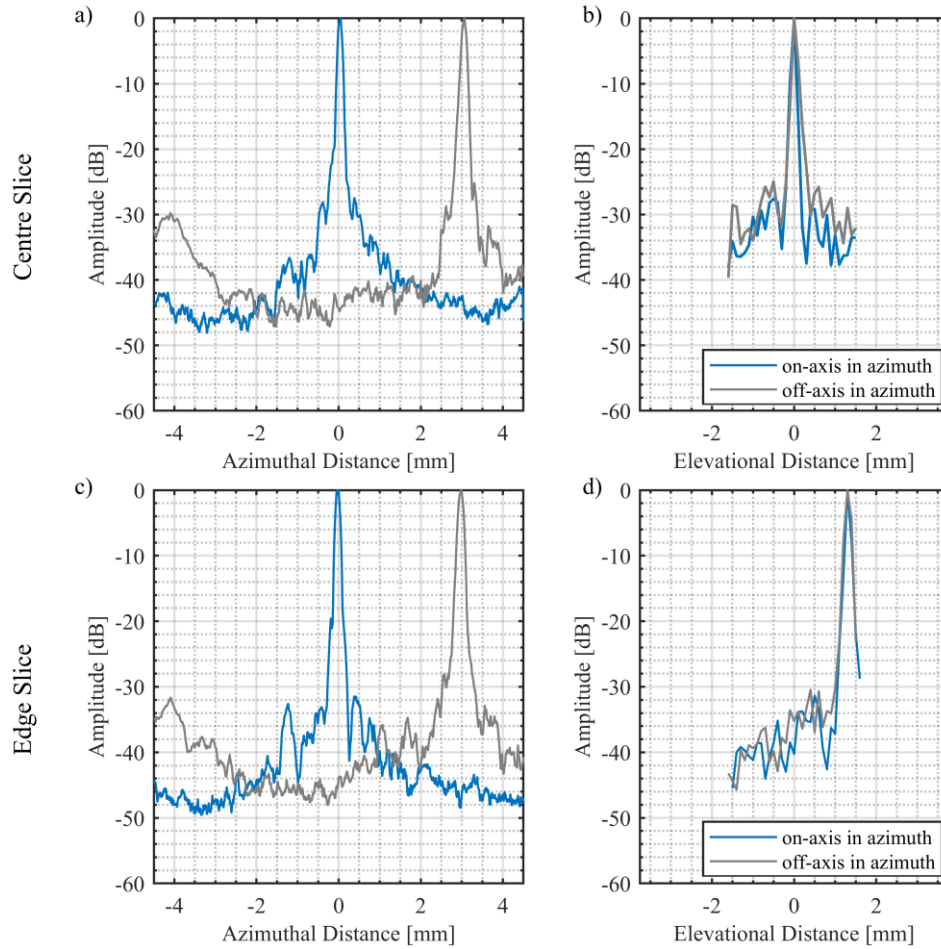 a)
b)
0
-10
-20
-30
-40
-50
-60
Amplitude [dB]
Centre Slice
-4
-2
0
2
4
Azimuthal Distance [mm]
0
-10
-20
-30
-40
-50
-60
Amplitude [dB]
on-axis in azimuth
off-axis in azimuth
-2
0
2
Elevational Distance [mm]
c)
d)
0
-10
-20
-30
-40
-50
-60
Amplitude [dB]
Edge Slice
-4
-2
0
2
4
Azimuthal Distance [mm]
0
-10
-20
-30
-40
-50
-60
Amplitude [dB]
on-axis in azimuth
off-axis in azimuth
-2
0
2
Elevational Distance [mm]